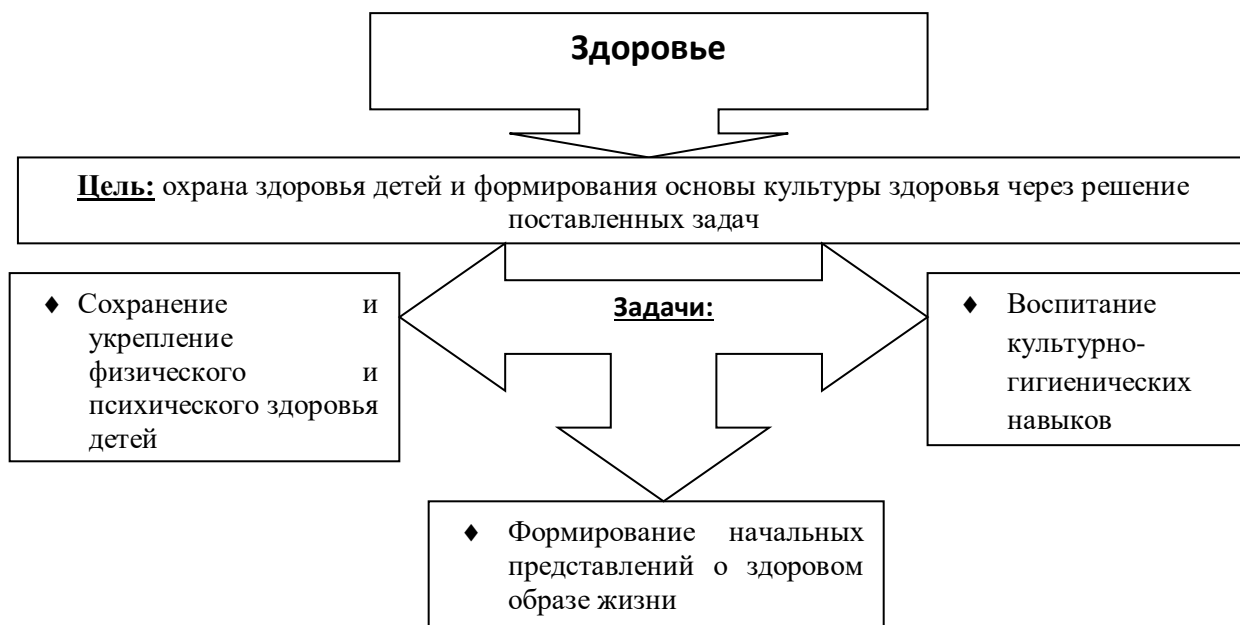 Здоровье
Цель: охрана здоровья детей и формирования основы культуры здоровья через решение
поставленных задач
Задачи:
♦ Сохранение и
укрепление
физического и
психического здоровья
детей
♦ Воспитание
культурно-
гигиенических
навыков
♦ Формирование начальных
представлений о здоровом
образе жизни